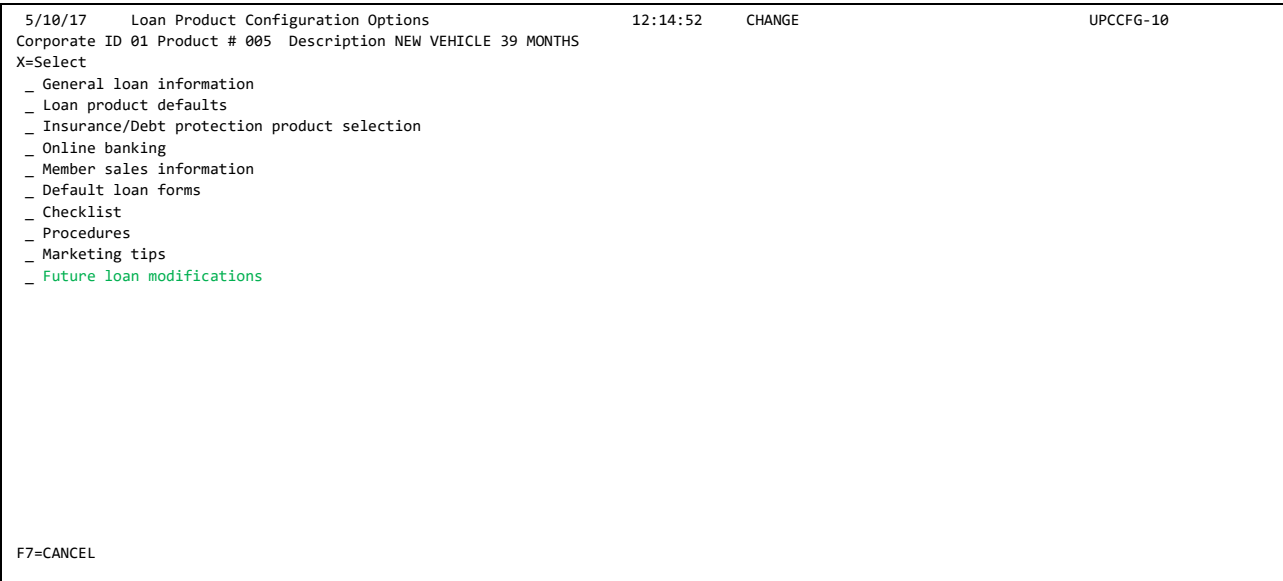 5/10/17 Loan Product Configuration Options 12:14:52 CHANGE UPCCFG-10
Corporate ID 01 Product # 005 Description NEW VEHICLE 39 MONTHS
X=Select
_ General loan information
_ Loan product defaults
_ Insurance/Debt protection product selection
_ Online banking
_ Member sales information
_ Default loan forms
_ Checklist
_ Procedures
_ Marketing tips
_ Future loan modifications
F7=CANCEL